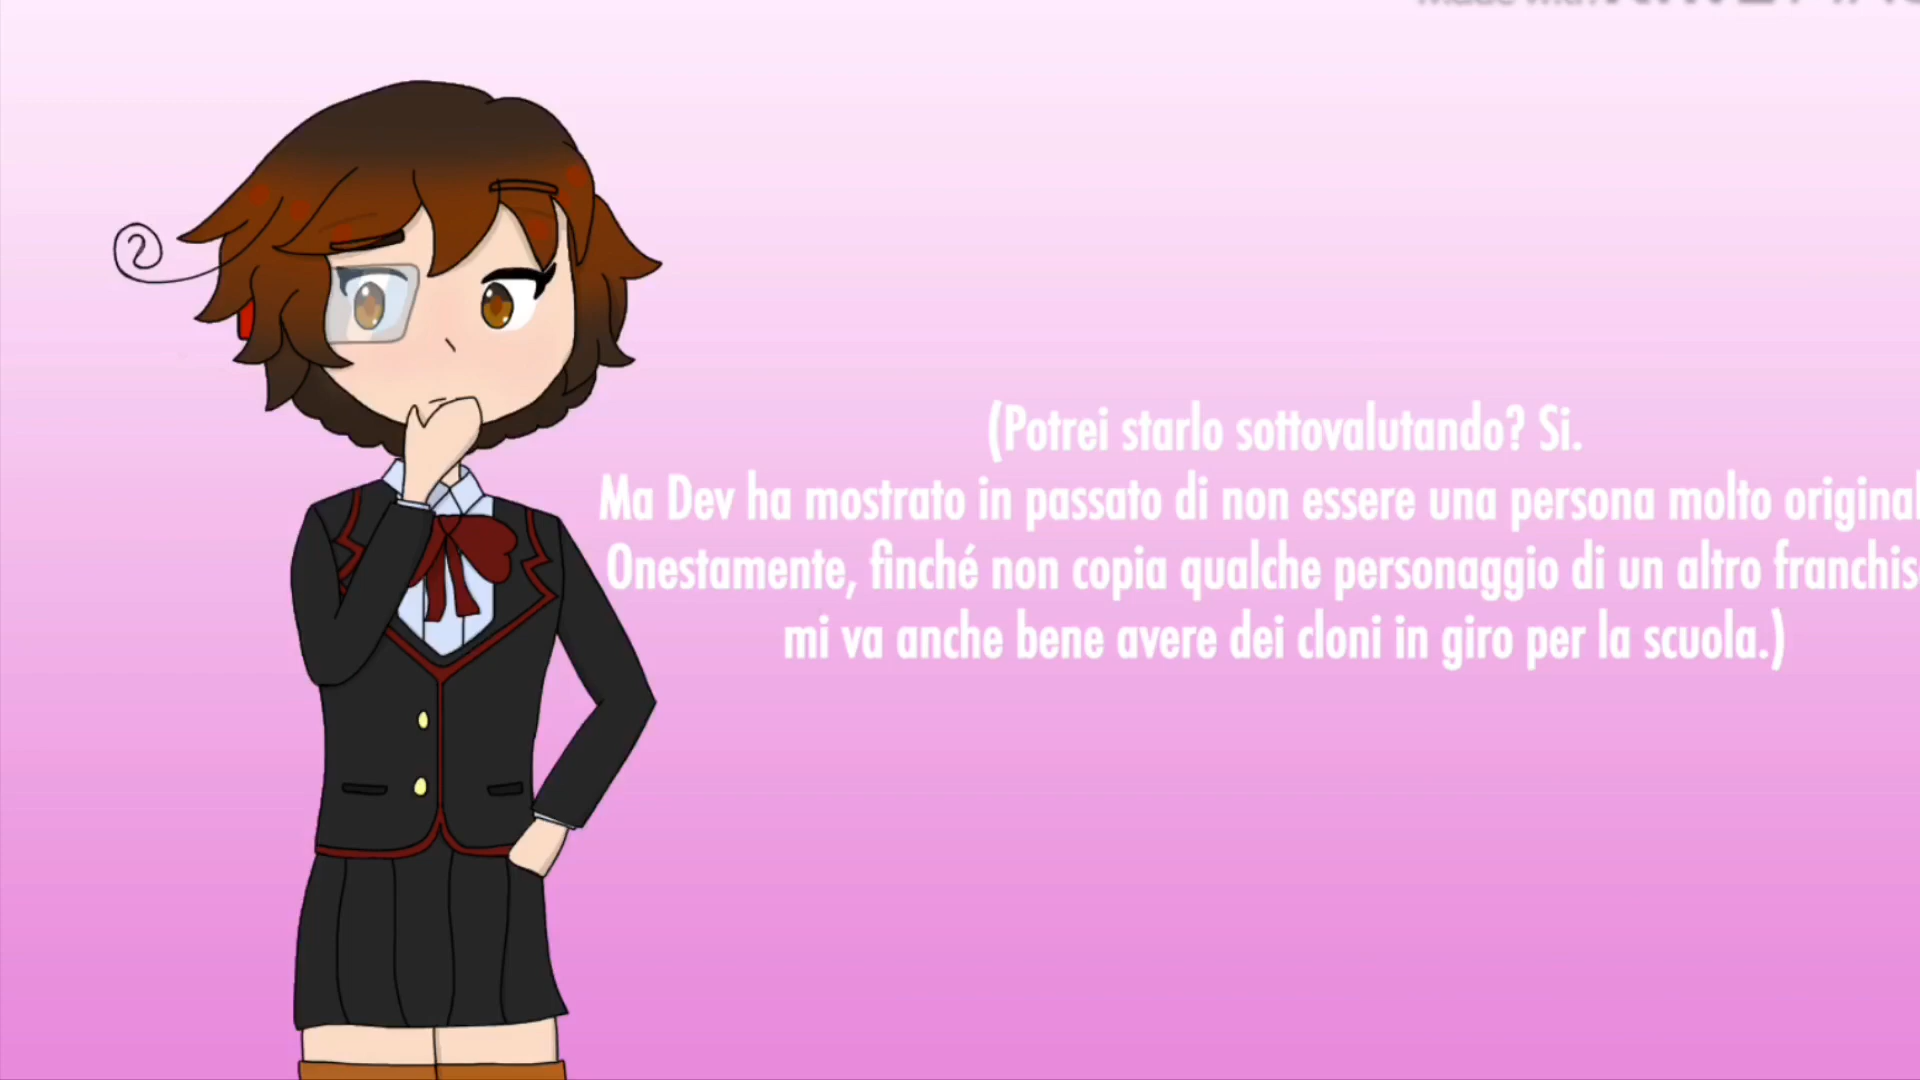 Made with
(Potrei starlo sottovalutando? Si.
Ma Dev ha mostrato in passato di non essere una persona molto original
Onestamente, finché non copia qualche personaggio di un altro franchis
mi va anche bene avere dei cloni in giro per la scuola.)